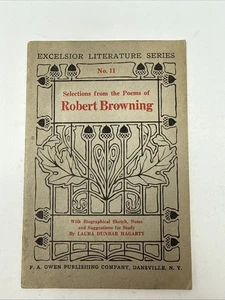 EXCELSIOR LITERATURE SERIES
No. 11
Selections from the Poems of
Robert Browning
With Biographical Sketch, Notes
and Suggestions for Study
By LAURA DUNBAR HAGARTY
F. A. OWEN PUBLISHING COMPANY, DANSVILLE, N. Y.